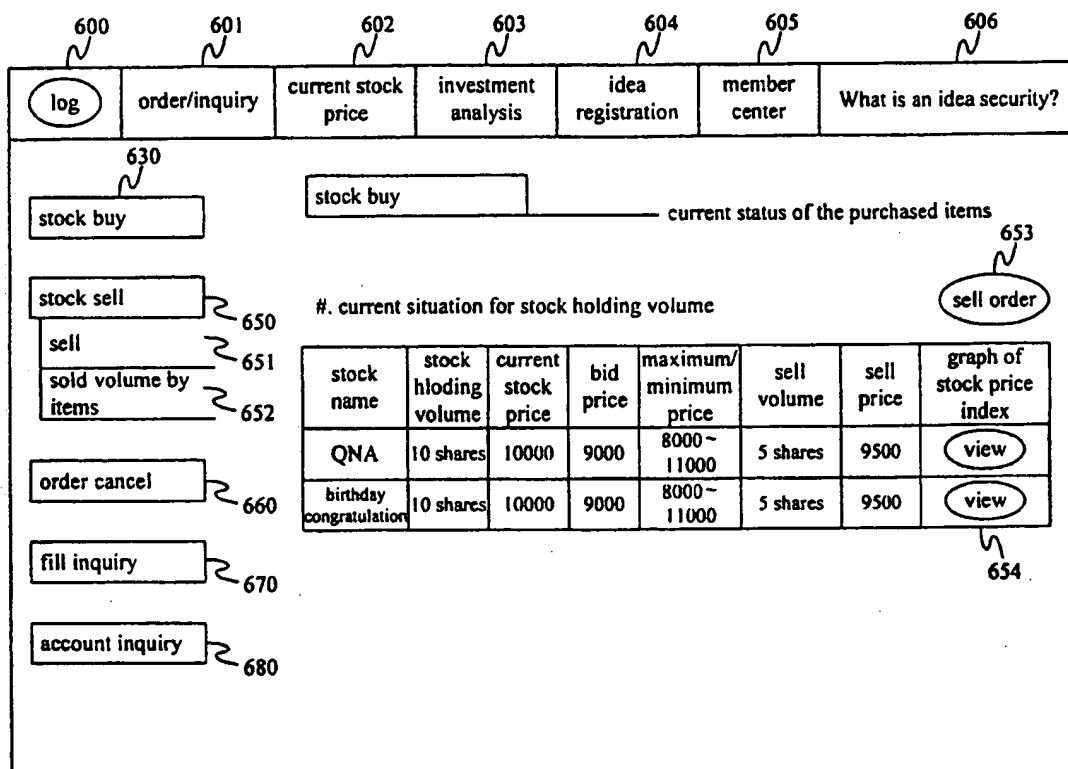 600
601
602
603
604
605
606
log
order/inquiry
current stock
price
investment
analysis
idea
registration
member
center
What is an idea security?
630
stock buy
stock buy
current status of the purchased items
653
stock sell
650
#. current situation for stock holding volume
sell order
sell
651
sold volume by
items
652
stock
name
stock
hloding
volume
current
stock
price
bid
price
maximum/
minimum
price
sell
volume
sell
price
graph of
stock price
index
QNA
10 shares
10000
9000
8000~
11000
5 shares
9500
view
birthday
congratulation
10 shares
10000
9000
8000~
11000
5 shares
9500
view
654
order cancel
660
fill inquiry
670
account inquiry
680